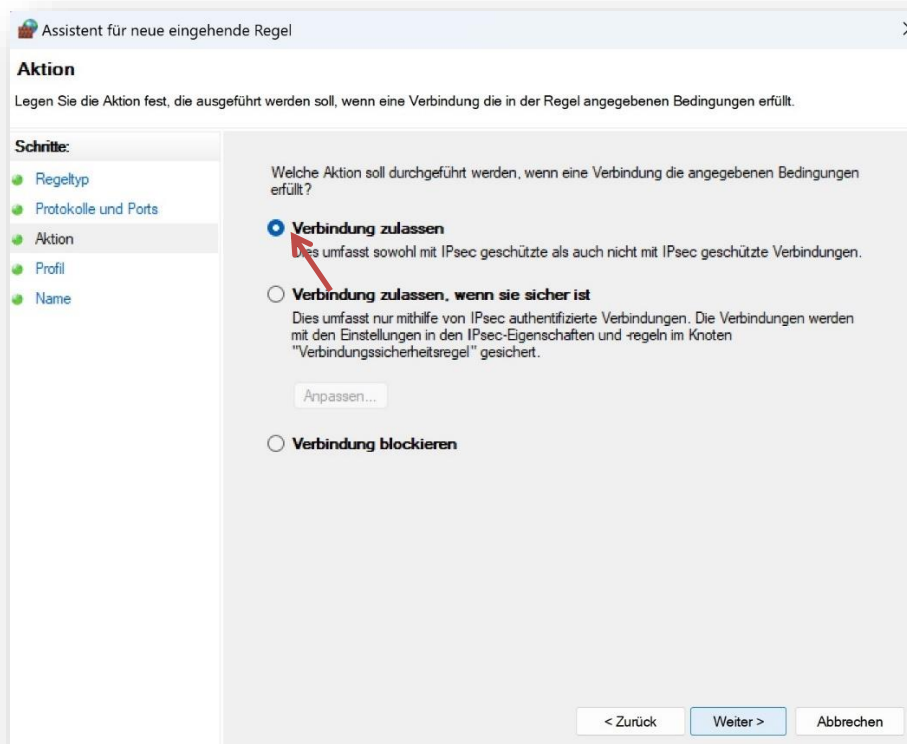 Assistent für neue eingehende Regel
Aktion
Legen Sie die Aktion fest, die ausgeführt werden soll, wenn eine Verbindung die in der Regel angegebenen Bedingungen erfüllt.
Schritte:
Regeltyp
Protokolle und Ports
Aktion
Profil
Name
Welche Aktion soll durchgeführt werden, wenn eine Verbindung die angegebenen Bedingungen
erfüllt?
Verbindung zulassen
Dies umfasst sowohl mit IPsec geschützte als auch nicht mit IPsec geschützte Verbindungen.
Verbindung zulassen, wenn sie sicher ist
Dies umfasst nur mithilfe von IPsec authentifizierte Verbindungen. Die Verbindungen werden
mit den Einstellungen in den IPsec-Eigenschaften und -regeln im Knoten
"Verbindungssicherheitsregel" gesichert.
Anpassen...
Verbindung blockieren
< Zurück
Weiter >
Abbrechen